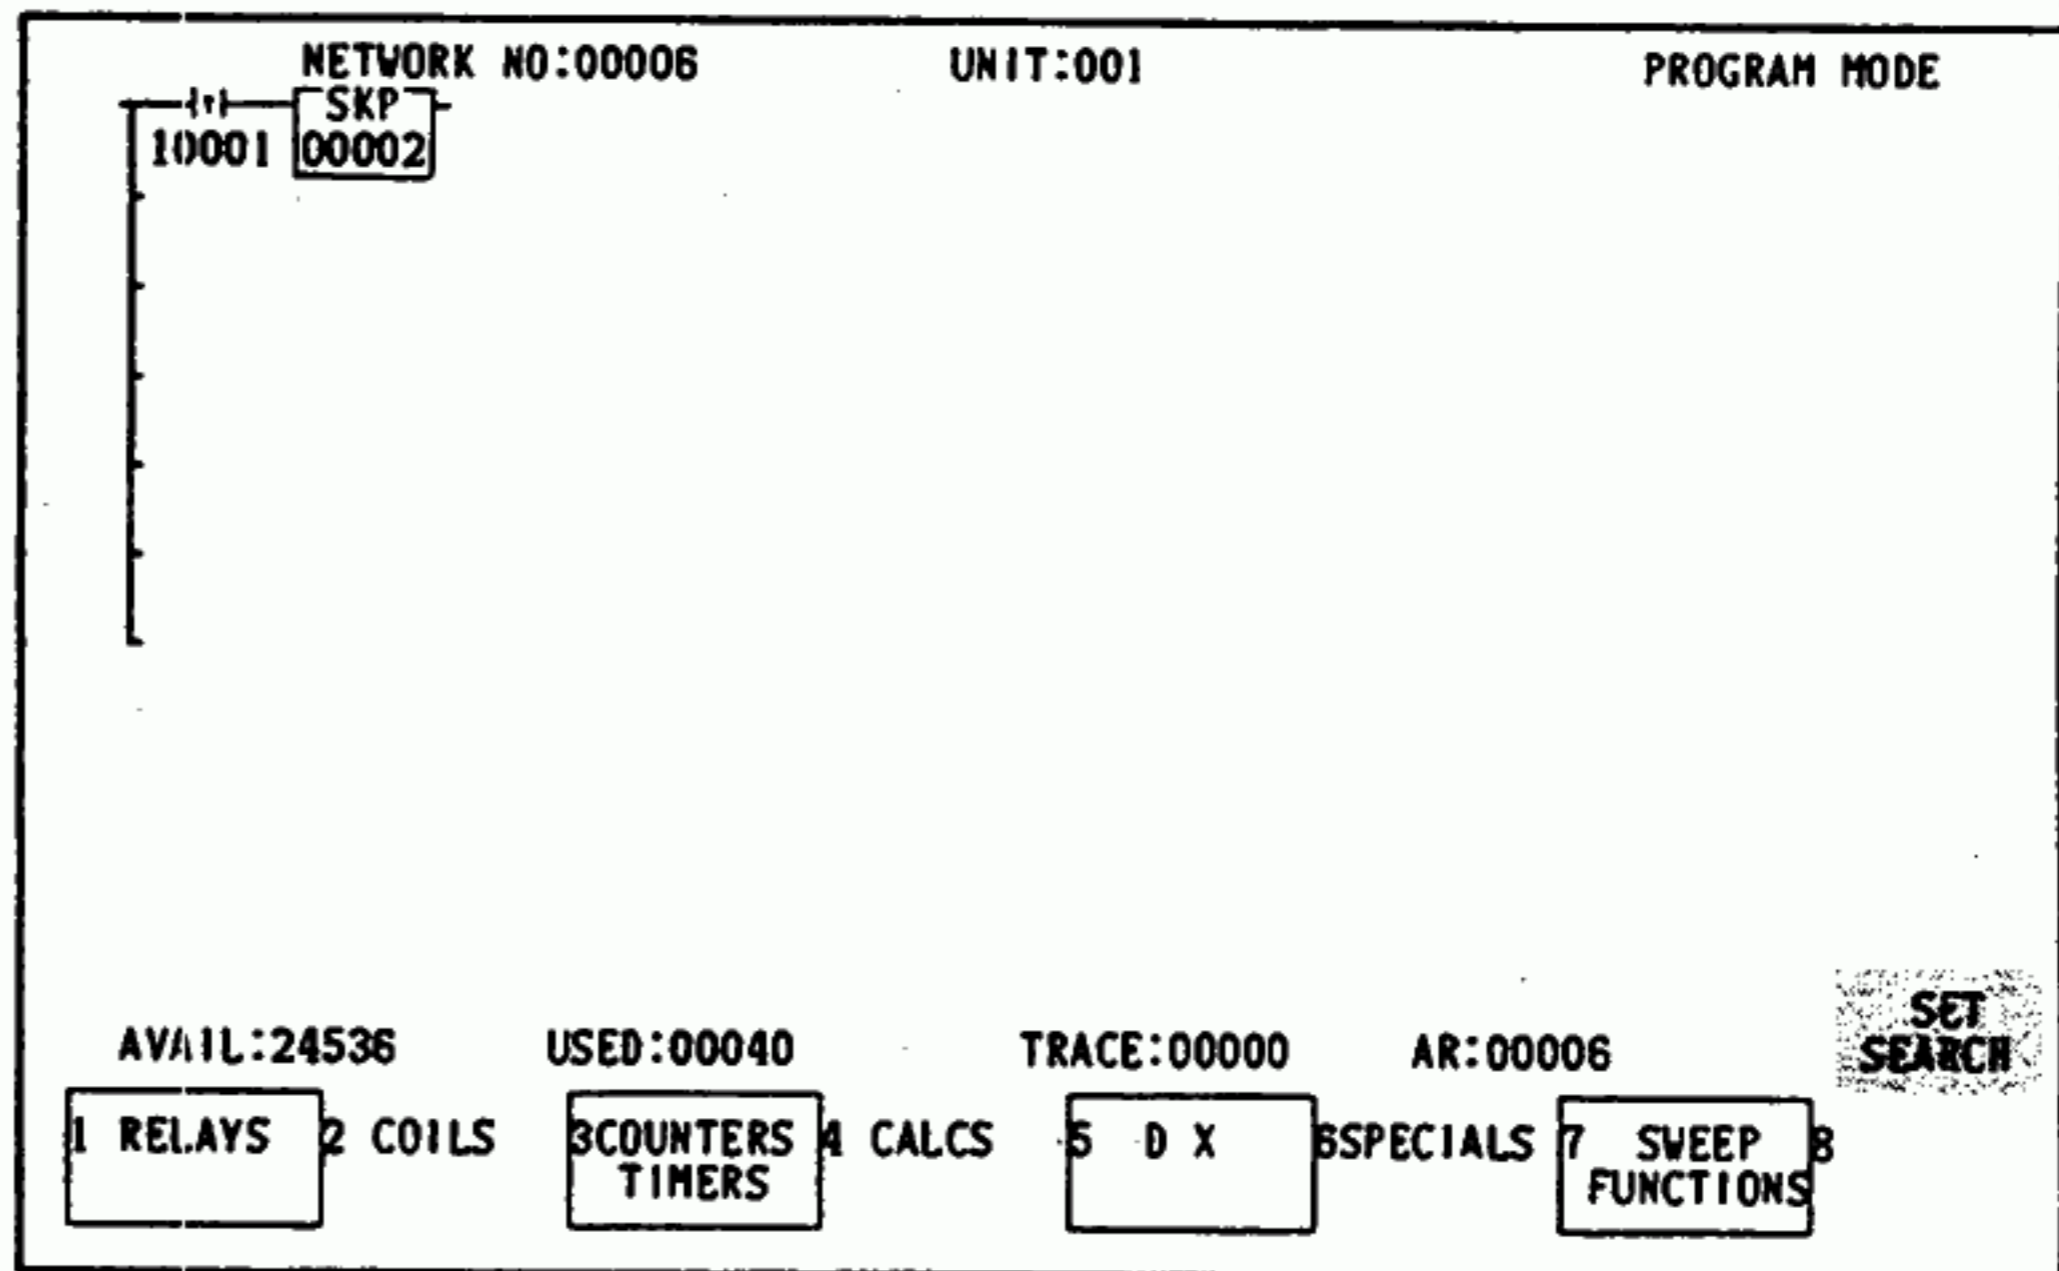 NETWORK NO:00006 UNIT:001 PROGRAM MODE
SKP
10001 00002
SET
SEARCH
AVAIL:24536 USED:00040 TRACE:00000 AR:00006
1 RELAYS 2 COILS 3COUNTERS 4 CALCS 5 D X 6SPECIALS 7 SWEEP 8
TIMERS FUNCTIONS